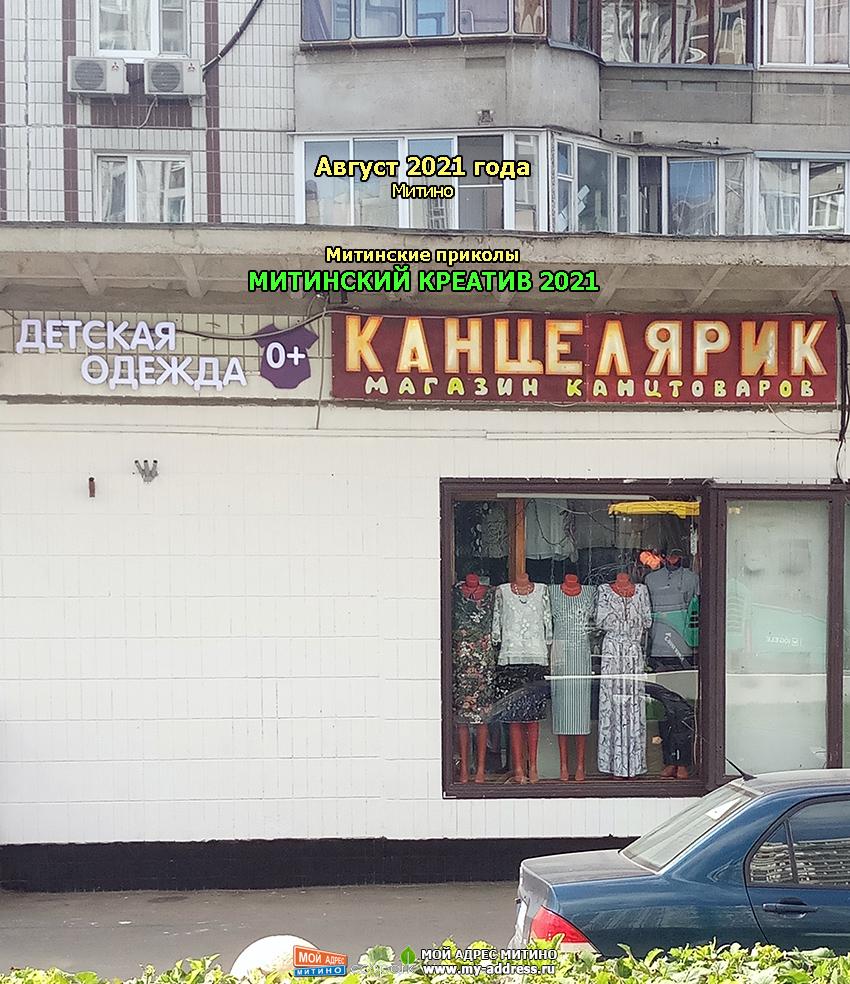 Август 2021 года
Митино
Митинские приколы
МИТИНСКИЙ КРЕАТИВ 2021
ДЕТСКАЯ
ОДЕЖДА
0+
КАНЦЕЛЯРИК
МАГАЗИН КАНЦТОВАРОВ
МОЙ АДРЕС
МИТИНО
МОЙ АДРЕС МИТИНО
www.my-address.ru